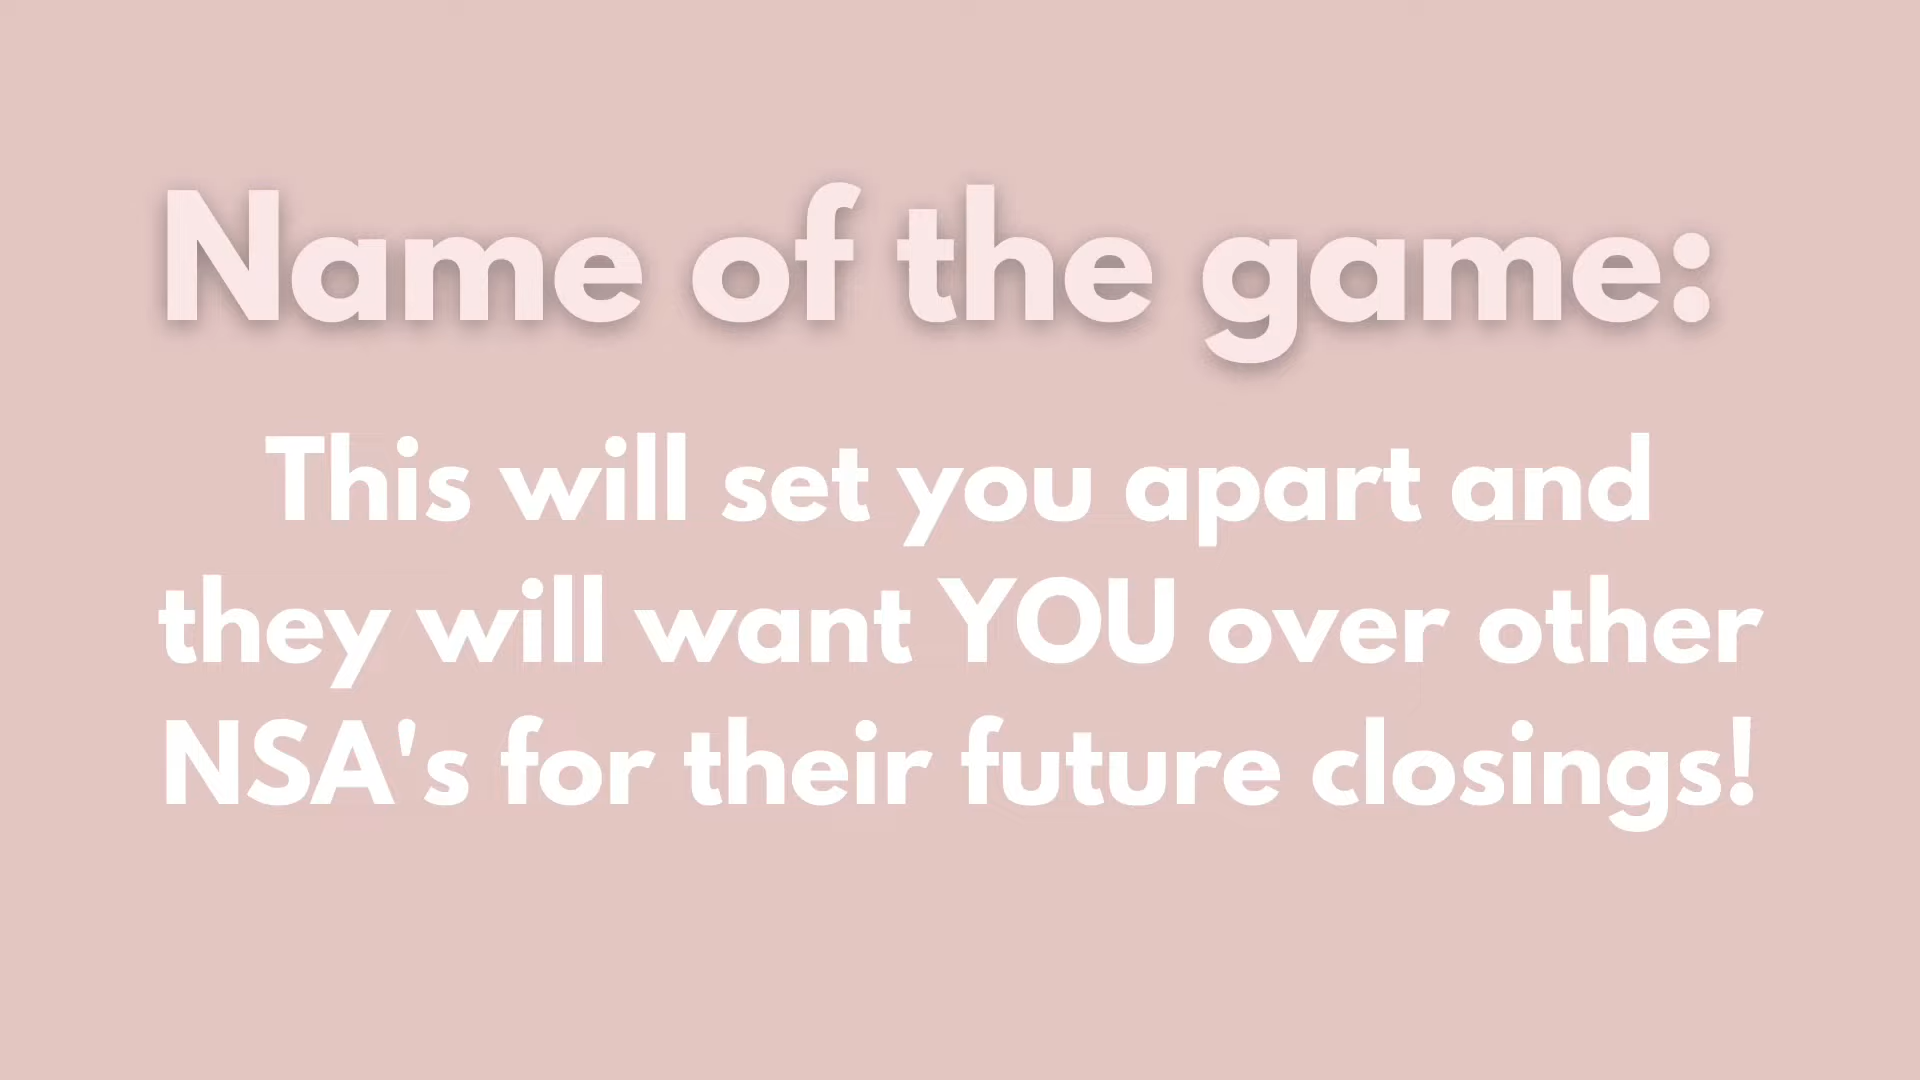 Name of the game:
This will set you apart and
they will want YOU over other
NSA's for their future closings!